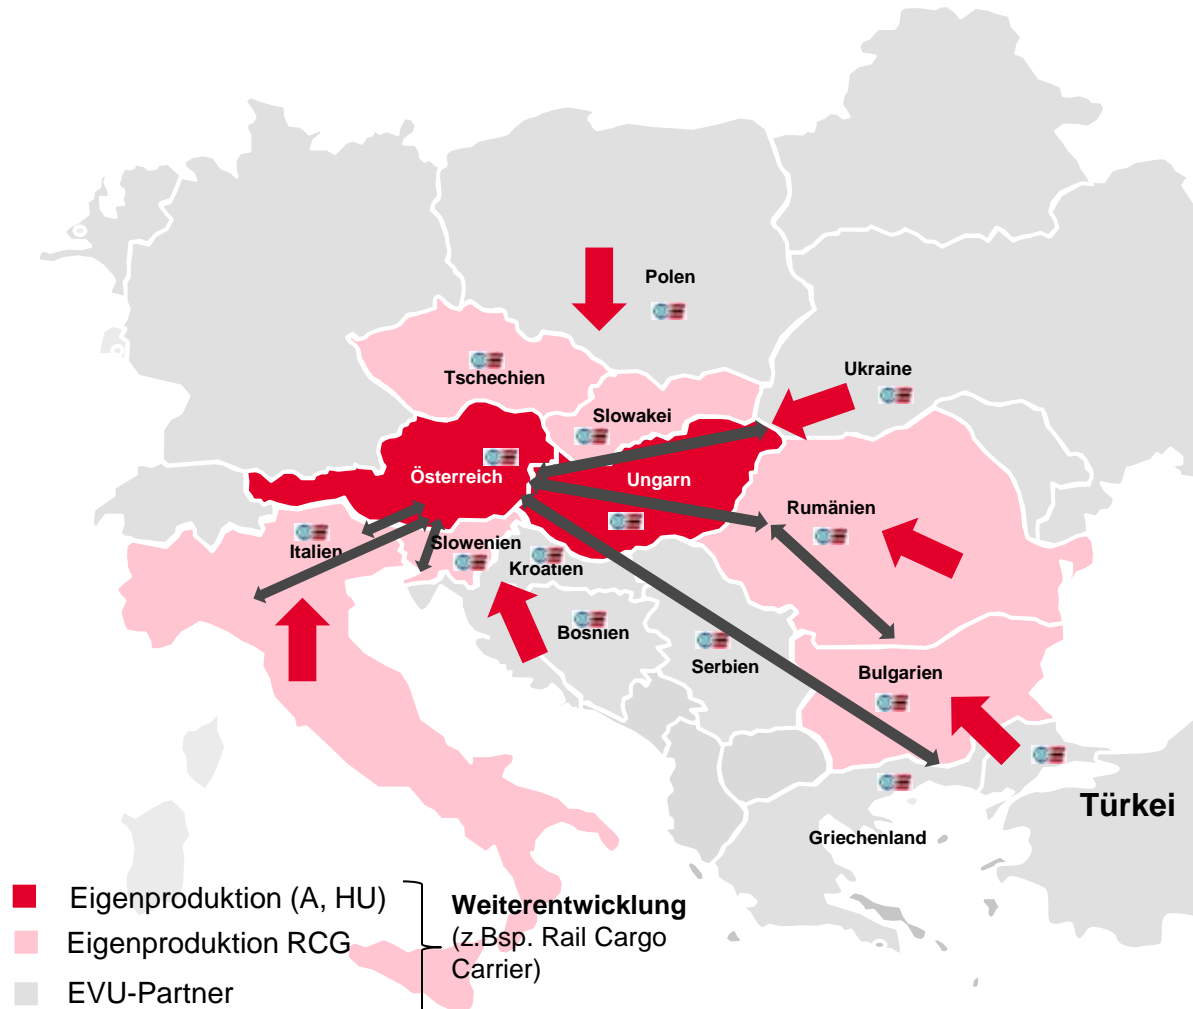 Polen
Ukraine
Tschechien
Slowakei
Österreich
Ungarn
Rumänien
Italien
Slowenien
Kroatien
Bosnien
Serbien
Bulgarien
Türkei
Griechenland
Eigenproduktion (A, HU)
Eigenproduktion RCG
EVU-Partner
Weiterentwicklung
(z.Bsp. Rail Cargo
Carrier)